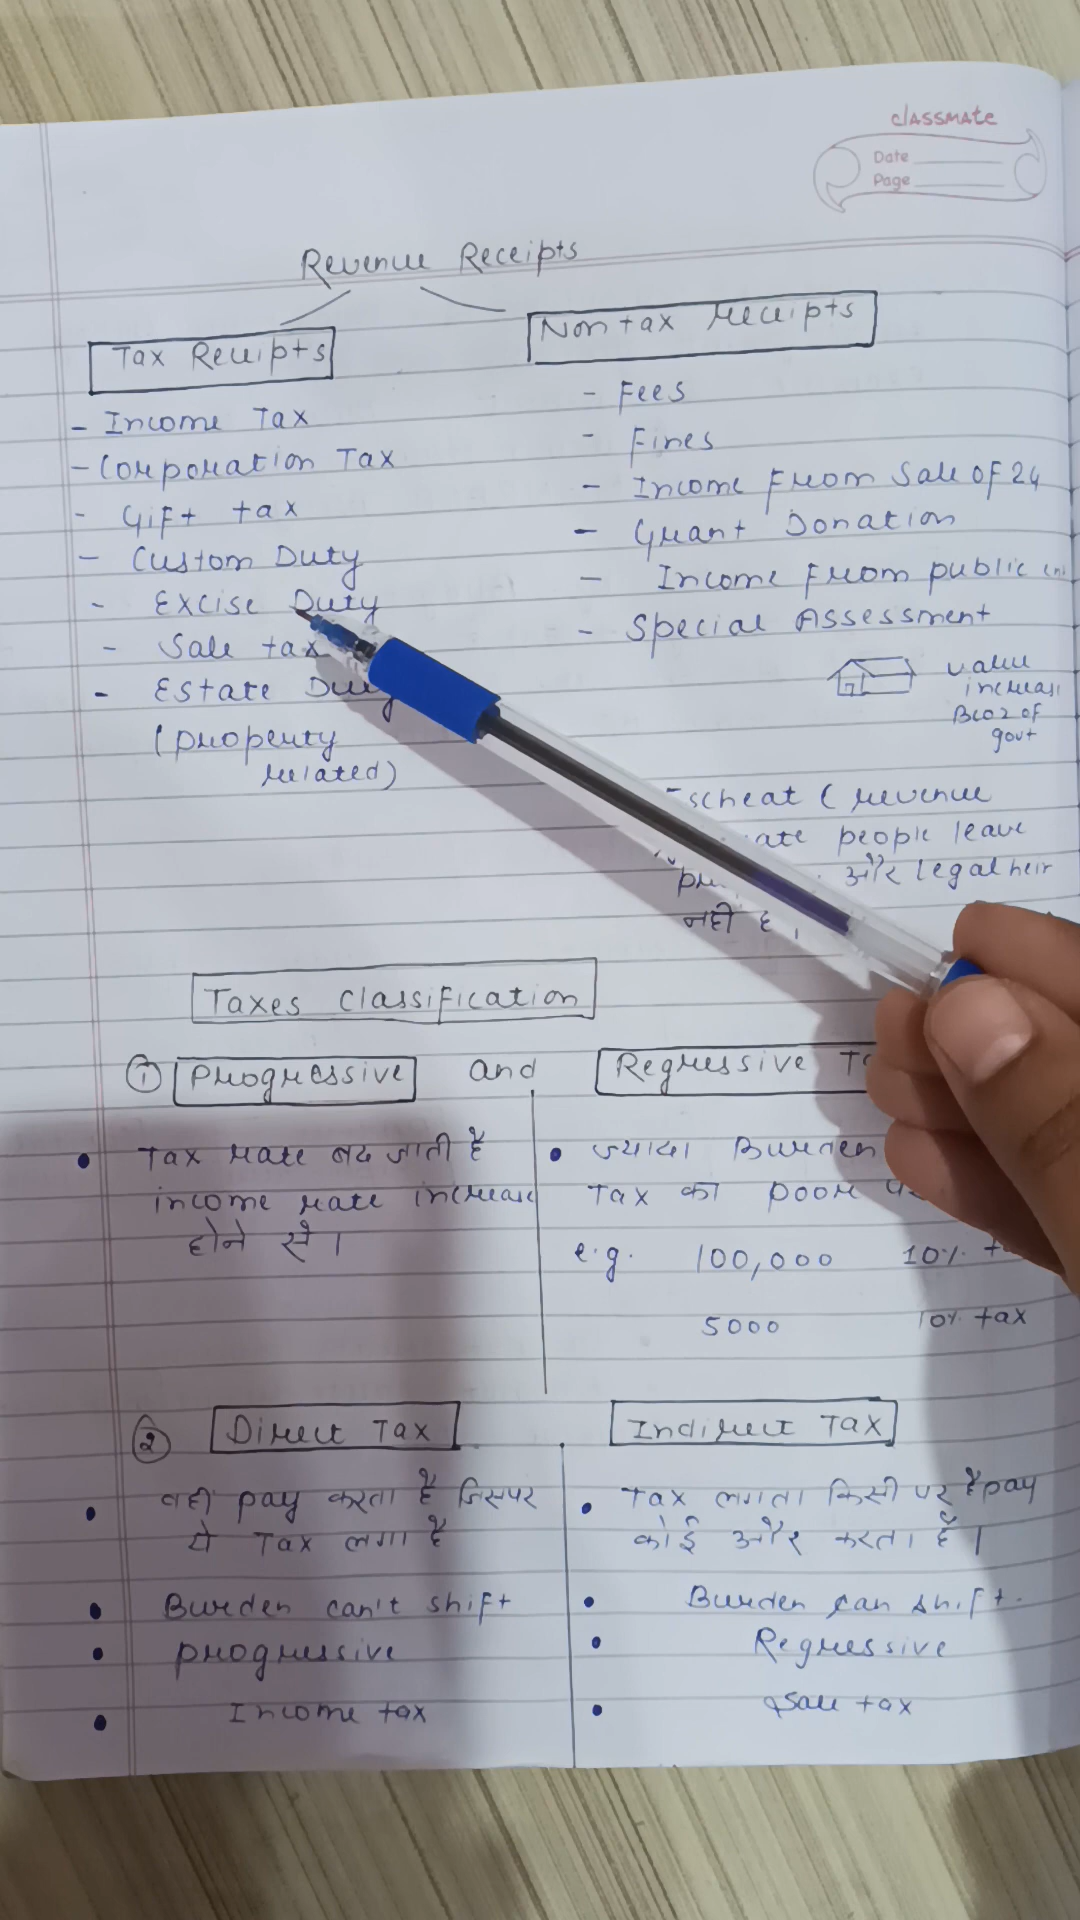 classmate
Date
Page
Revenue Receipts
Tax Receipts
Non tax receipts
- Income Tax
- Corporation Tax
- Gift tax
- Custom Duty
- Excise Duty
- Sale tax
- Estate Duty
(property
related)
- Fees
- Fines
- Income From Sale of 24
- Grant Donation
- Income From public
- Special Assessment
value
increase
Bcoz of
govt
scheat (revenue
people leave
और legal heir
नही है
Taxes Classification
① Progressive and Regressive
• Tax rate बढ जाती है
income rate increase
होने से ।
• ज्यादा Burden
Tax का poor
e.g. 100,000 10%
5000 10% tax
② Direct Tax
Indirect Tax
• वही pay करता है जिसपर
ये Tax लगा है
• Burden can't shift
• progressive
• Income tax
• Tax लगता किसी पर है pay
कोई और करता है ।
• Burden can shift.
• Regressive
• Sale tax